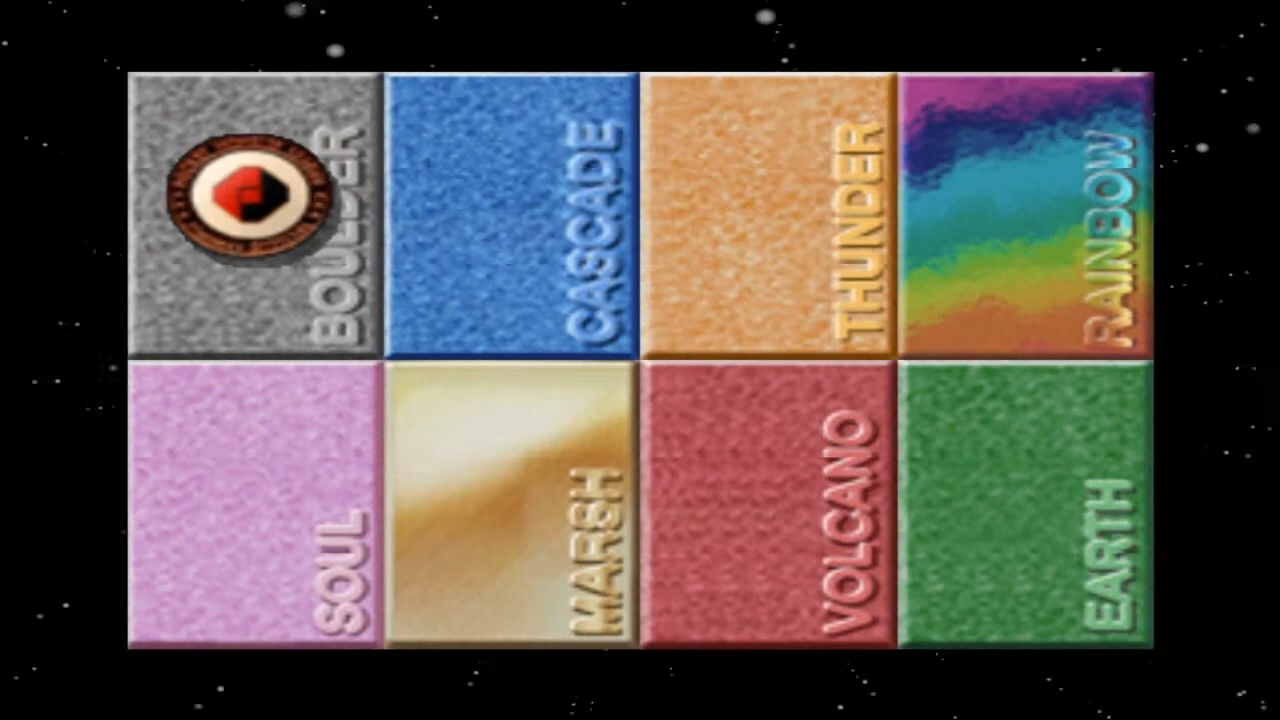 BOULDER
CASCADE
THUNDER
RAINBOW
SOUL
MARSH
VOLCANO
EARTH